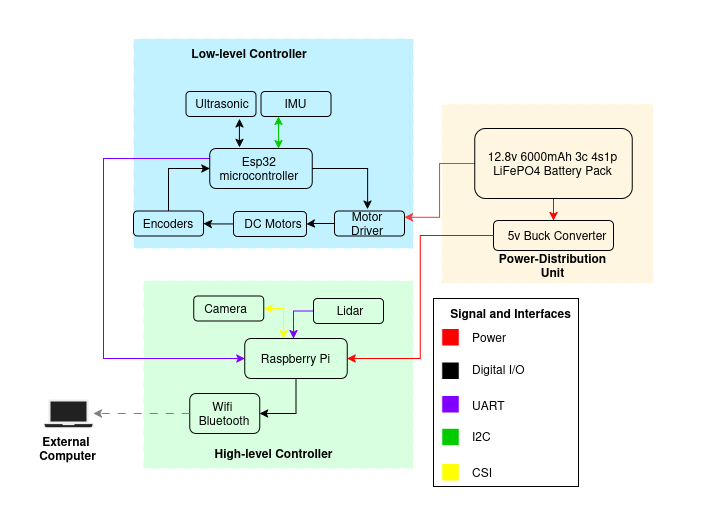 Low-level Controller
Ultrasonic
IMU
Esp32
microcontroller
Encoders
DC Motors
Motor
Driver
12.8v 6000mAh 3c 4s1p
LiFePO4 Battery Pack
5v Buck Converter
Power-Distribution
Unit
Camera
Lidar
Raspberry Pi
Wifi
Bluetooth
High-level Controller
External
Computer
Signal and Interfaces
Power
Digital I/O
UART
I2C
CSI